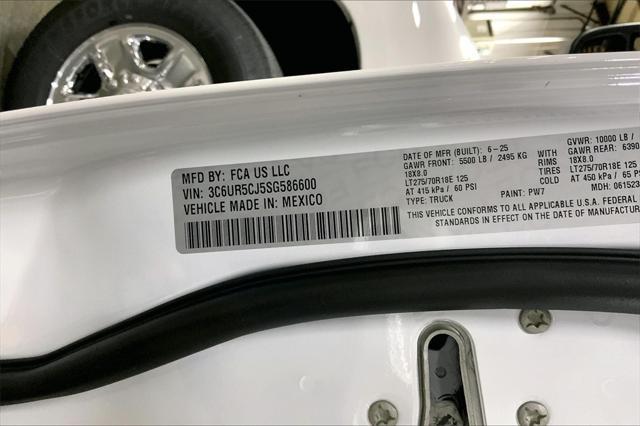 MFD BY: FCA US LLC
VIN: 3C6UR5CJ5SG586600
VEHICLE MADE IN: MEXICO
DATE OF MFR (BUILT): 6-25
GAWR FRONT: 5500 LB / 2495 KG
18X8.0
LT275/70R18E 125
AT 415 kPa / 60 PSI
TYPE: TRUCK
PAINT: PW7
WITH
RIMS
TIRES
COLD
GVWR: 10000 LB /
GAWR REAR: 6390
18X8.0
LT275/70R18E 125
AT 450 kPa / 65 PSI
MDH: 061523
THIS VEHICLE CONFORMS TO ALL APPLICABLE U.S.A. FEDERAL
STANDARDS IN EFFECT ON THE DATE OF MANUFACTUR